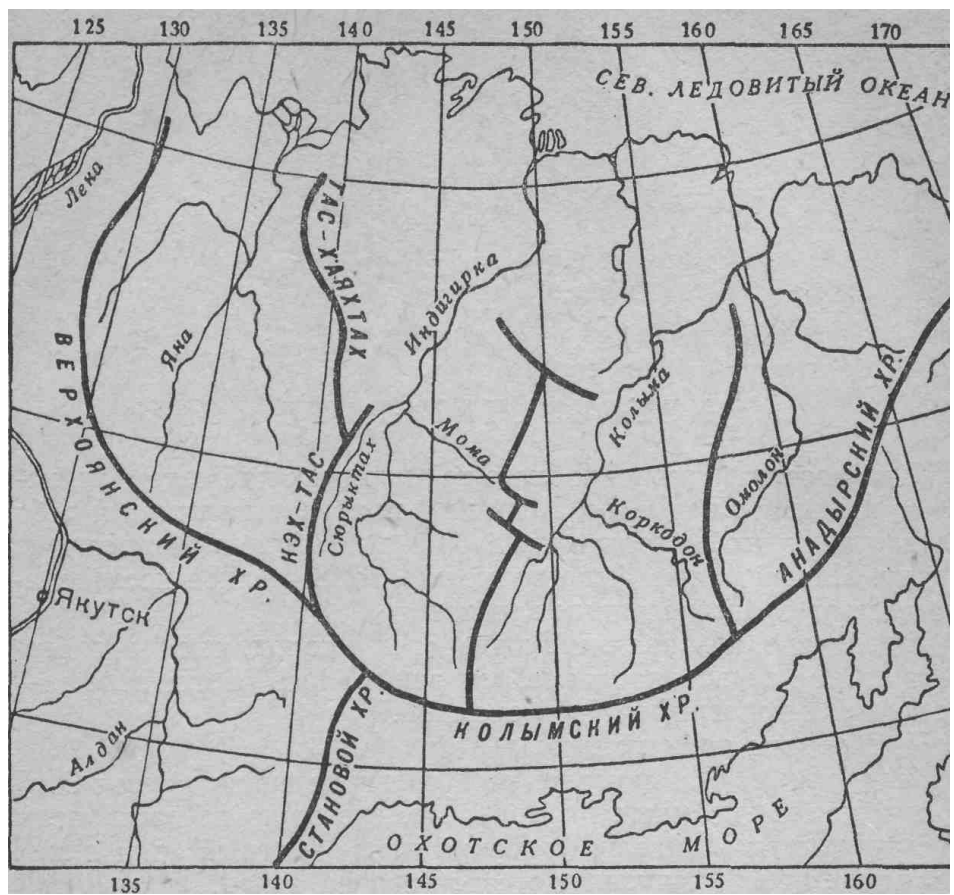 125 130 135 140 145 150 155 160 165 170
СЕВ. ЛЕДОВИТЫЙ ОКЕАН
Лена
ТАС-ХАЯХТАХ
Индигирка
Яна
ВЕРХОЯНСКИЙ ХР.
Колыма
АНАДЫРСКИЙ ХР.
Мома
Сюрыктах
НЭХ-ТАС
Омолон
Коркодон
Якутск
КОЛЫМСКИЙ ХР.
СТАНОВОЙ ХР.
Алдан
ОХОТСКОЕ МОРЕ
135 140 145 150 155 160